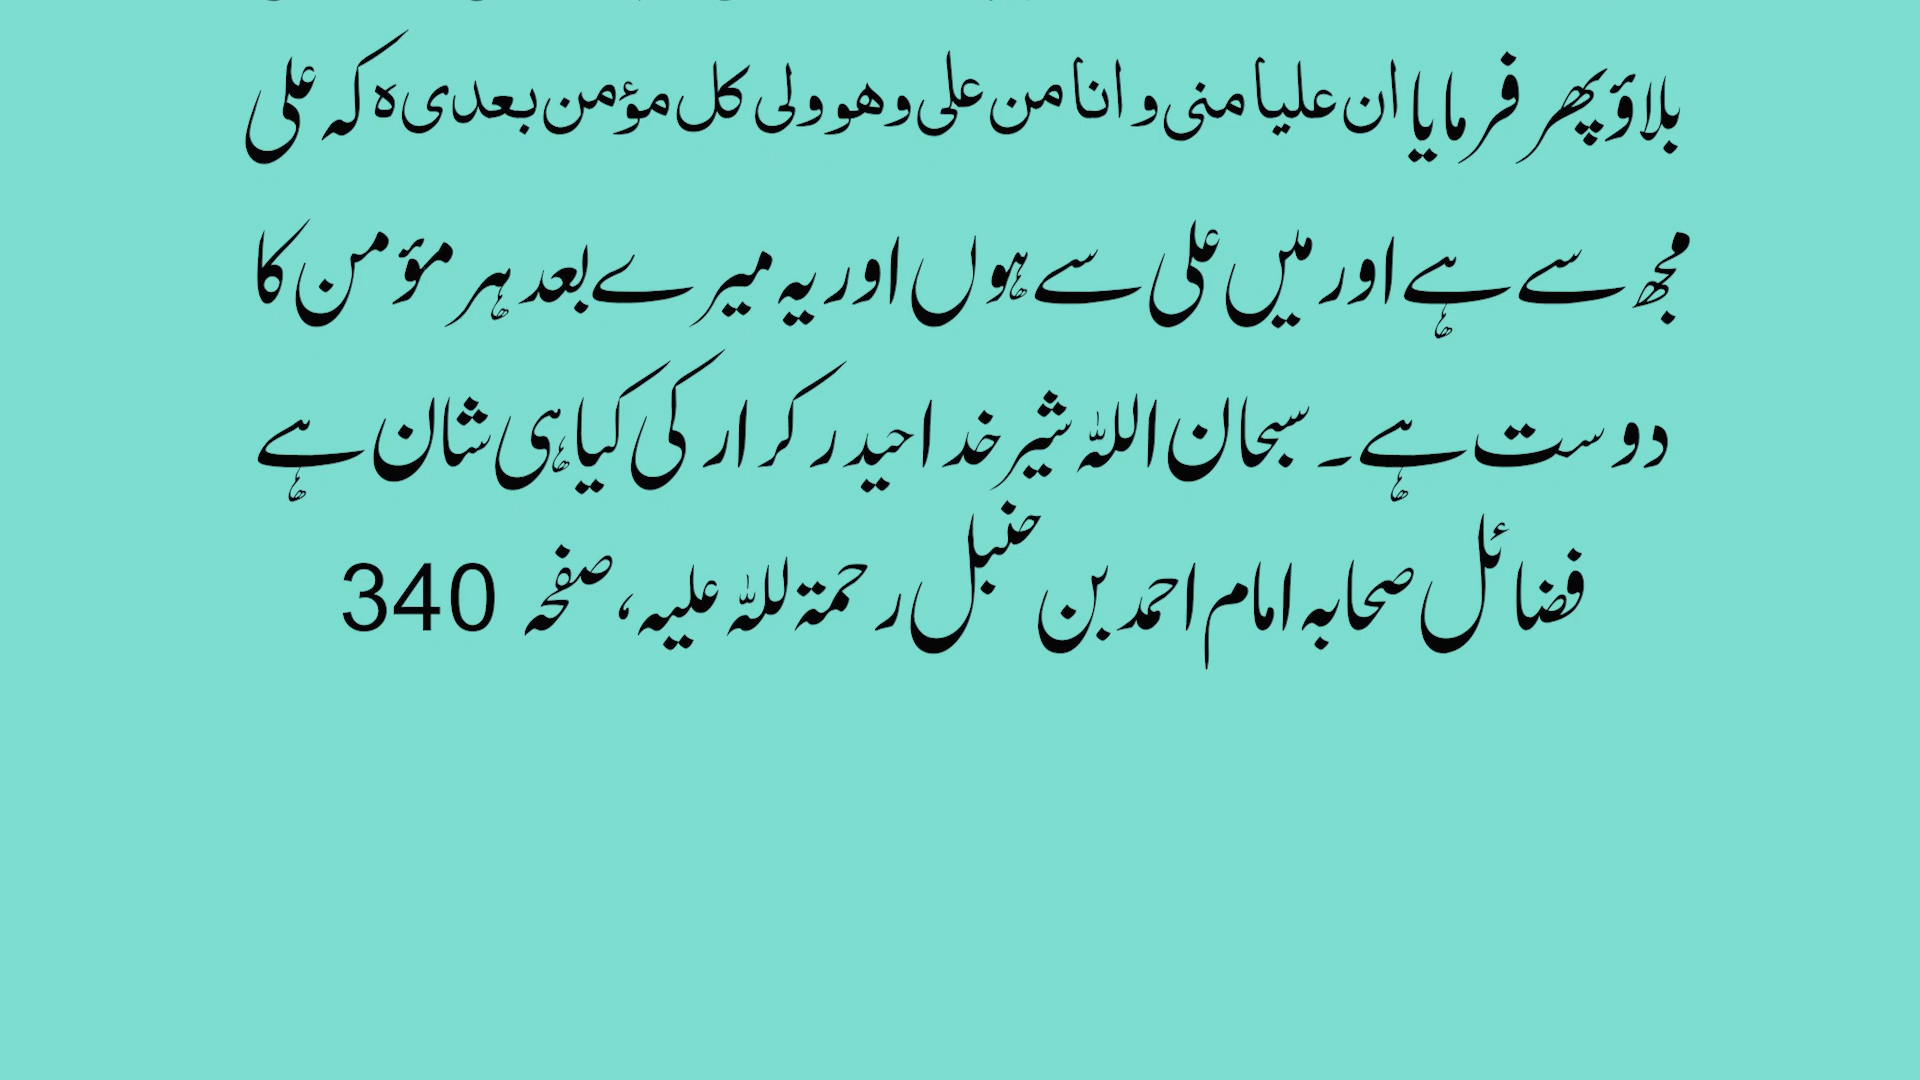 بلاؤ پھر فرمایا ان علیا منی و انا من علی و هو ولی کل مؤمن بعدی ہ کہ علی
مجھ سے ہے اور میں علی سے ہوں اور یہ میرے بعد ہر مؤمن کا
دوست ہے۔ سبحان اللہ شیر خدا حیدر کرار کی کیا ہی شان ہے
فضائل صحابہ امام احمد بن حنبل رحمۃ للہ علیہ، صفحہ 340